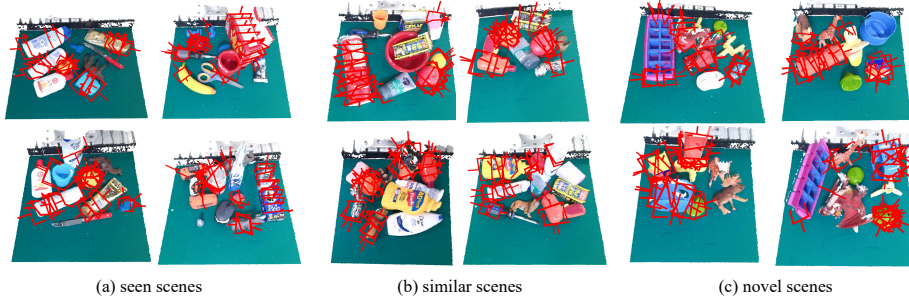 (a) seen scenes
(b) similar scenes
(c) novel scenes